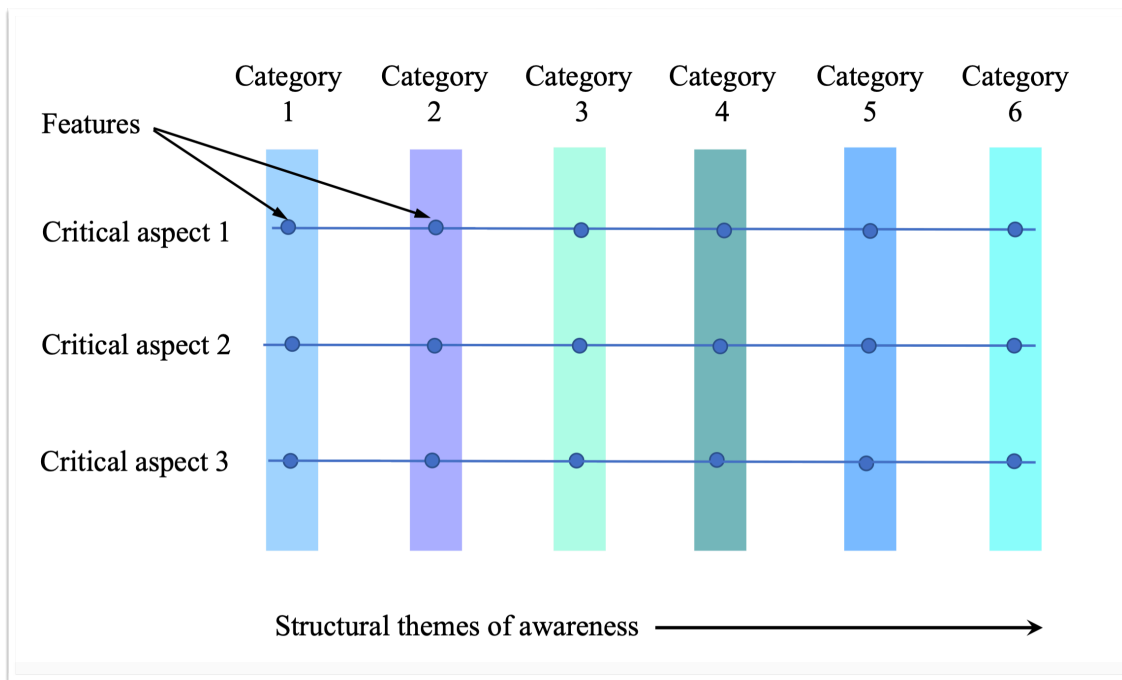 Category Category Category Category Category Category
1 2 3 4 5 6
Features
Critical aspect 1
Critical aspect 2
Critical aspect 3
Structural themes of awareness